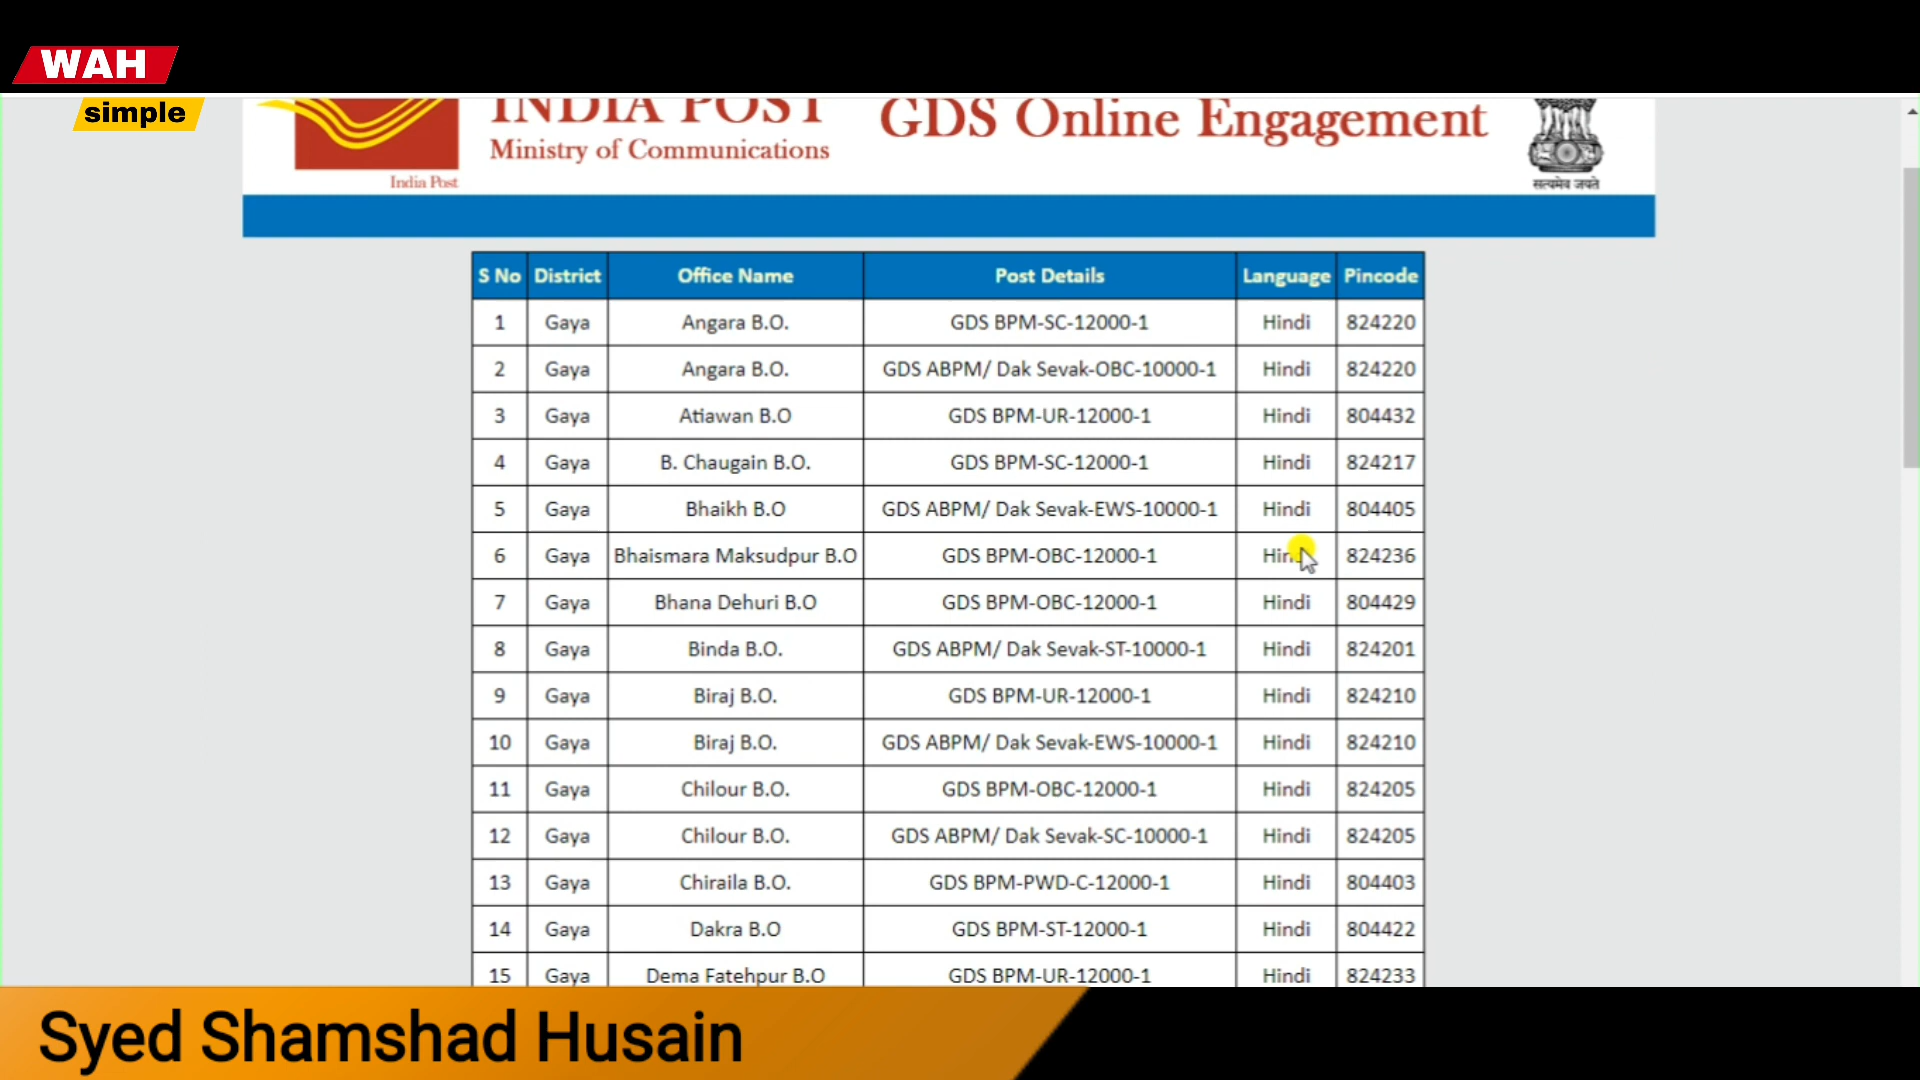 WAH
simple
INDIA POST
Ministry of Communications
GDS Online Engagement
India Post
सत्यमेव जयते
S No District Office Name Post Details Language Pincode
1 Gaya Angara B.O. GDS BPM-SC-12000-1 Hindi 824220
2 Gaya Angara B.O. GDS ABPM/ Dak Sevak-OBC-10000-1 Hindi 824220
3 Gaya Atiawan B.O GDS BPM-UR-12000-1 Hindi 804432
4 Gaya B. Chaugain B.O. GDS BPM-SC-12000-1 Hindi 824217
5 Gaya Bhaikh B.O GDS ABPM/ Dak Sevak-EWS-10000-1 Hindi 804405
6 Gaya Bhaismara Maksudpur B.O GDS BPM-OBC-12000-1 Hindi 824236
7 Gaya Bhana Dehuri B.O GDS BPM-OBC-12000-1 Hindi 804429
8 Gaya Binda B.O. GDS ABPM/ Dak Sevak-ST-10000-1 Hindi 824201
9 Gaya Biraj B.O. GDS BPM-UR-12000-1 Hindi 824210
10 Gaya Biraj B.O. GDS ABPM/ Dak Sevak-EWS-10000-1 Hindi 824210
11 Gaya Chilour B.O. GDS BPM-OBC-12000-1 Hindi 824205
12 Gaya Chilour B.O. GDS ABPM/ Dak Sevak-SC-10000-1 Hindi 824205
13 Gaya Chiraila B.O. GDS BPM-PWD-C-12000-1 Hindi 804403
14 Gaya Dakra B.O GDS BPM-ST-12000-1 Hindi 804422
15 Gaya Dema Fatehpur B.O GDS BPM-UR-12000-1 Hindi 824233
Syed Shamshad Husain